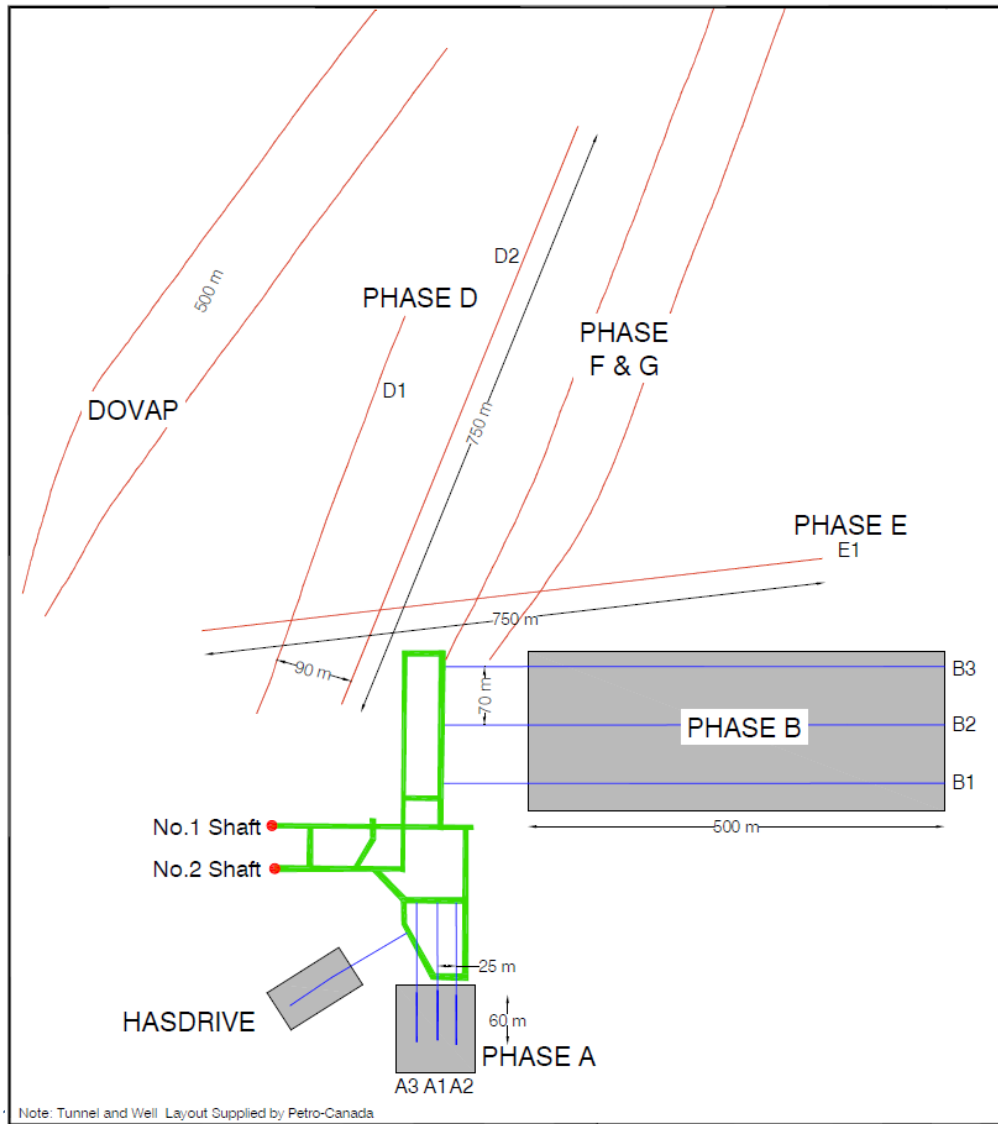 D2
500 m
PHASE D
PHASE
F & G
D1
DOVAP
750 m
PHASE E
E1
750 m
90 m
70 m
B3
PHASE B
B2
B1
500 m
No.1 Shaft
No.2 Shaft
25 m
HASDRIVE
60 m
PHASE A
A3 A1 A2
Note: Tunnel and Well Layout Supplied by Petro-Canada